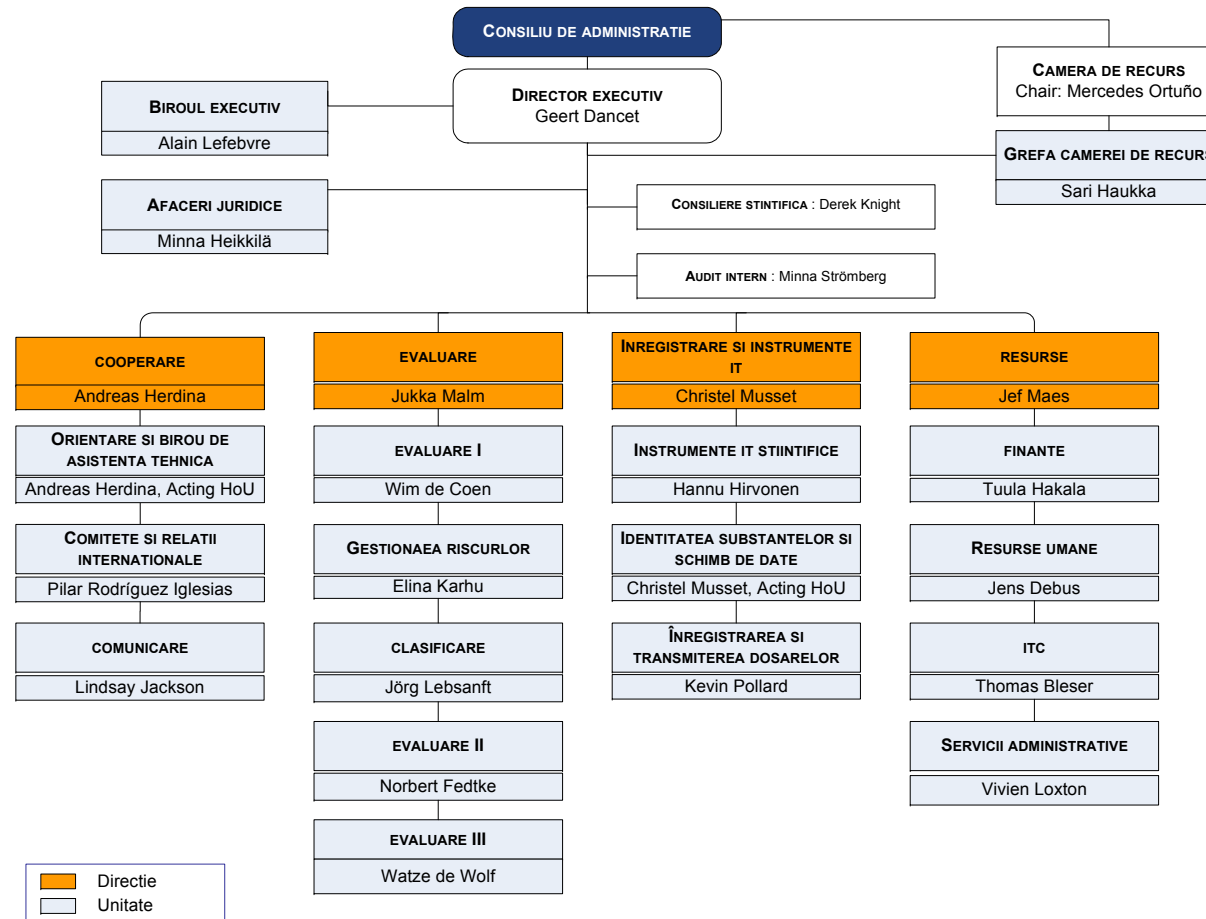 CONSILIU DE ADMINISTRATIE
CAMERA DE RECURS
Chair: Mercedes Ortuño
DIRECTOR EXECUTIV
Geert Dancet
BIROUL EXECUTIV
Alain Lefebvre
GREFA CAMEREI DE RECURS
Sari Haukka
AFACERI JURIDICE
Minna Heikkilä
CONSILIERE STINTIFICA : Derek Knight
AUDIT INTERN : Minna Strömberg
COOPERARE
Andreas Herdina
ORIENTARE SI BIROU DE
ASISTENTA TEHNICA
Andreas Herdina, Acting HoU
COMITETE SI RELATII
INTERNATIONALE
Pilar Rodríguez Iglesias
COMUNICARE
Lindsay Jackson
EVALUARE
Jukka Malm
EVALUARE I
Wim de Coen
GESTIONAEA RISCURLOR
Elina Karhu
CLASIFICARE
Jörg Lebsanft
EVALUARE II
Norbert Fedtke
EVALUARE III
Watze de Wolf
INREGISTRARE SI INSTRUMENTE
IT
Christel Musset
INSTRUMENTE IT STIINTIFICE
Hannu Hirvonen
IDENTITATEA SUBSTANTELOR SI
SCHIMB DE DATE
Christel Musset, Acting HoU
ÎNREGISTRAREA SI
TRANSMITEREA DOSARELOR
Kevin Pollard
RESURSE
Jef Maes
FINANTE
Tuula Hakala
RESURSE UMANE
Jens Debus
ITC
Thomas Bleser
SERVICII ADMINISTRATIVE
Vivien Loxton
Directie
Unitate